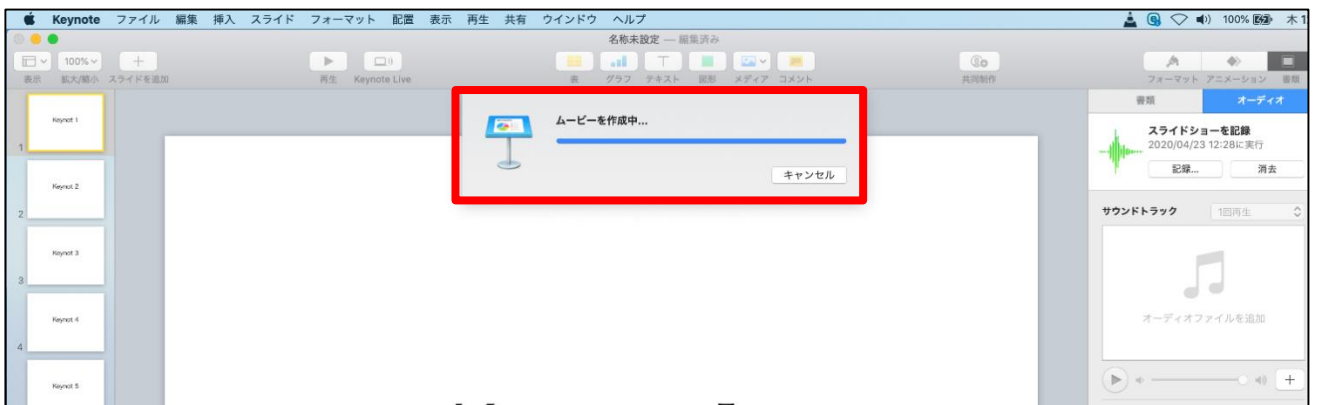 Keynote ファイル 編集 挿入 スライド フォーマット 配置 表示 再生 共有 ウインドウ ヘルプ 100% 木 1
名称未設定 — 編集済み
100%
表示 拡大/縮小 スライドを追加 再生 Keynote Live 表 グラフ テキスト 図形 メディア コメント 共同制作 フォーマット アニメーション 書類
書類 オーディオ
Keynot 1
1
Keynot 2
2
Keynot 3
3
Keynot 4
4
Keynot 5
ムービーを作成中...
キャンセル
スライドショーを記録
2020/04/23 12:28に実行
記録... 消去
サウンドトラック 1回再生
オーディオファイルを追加